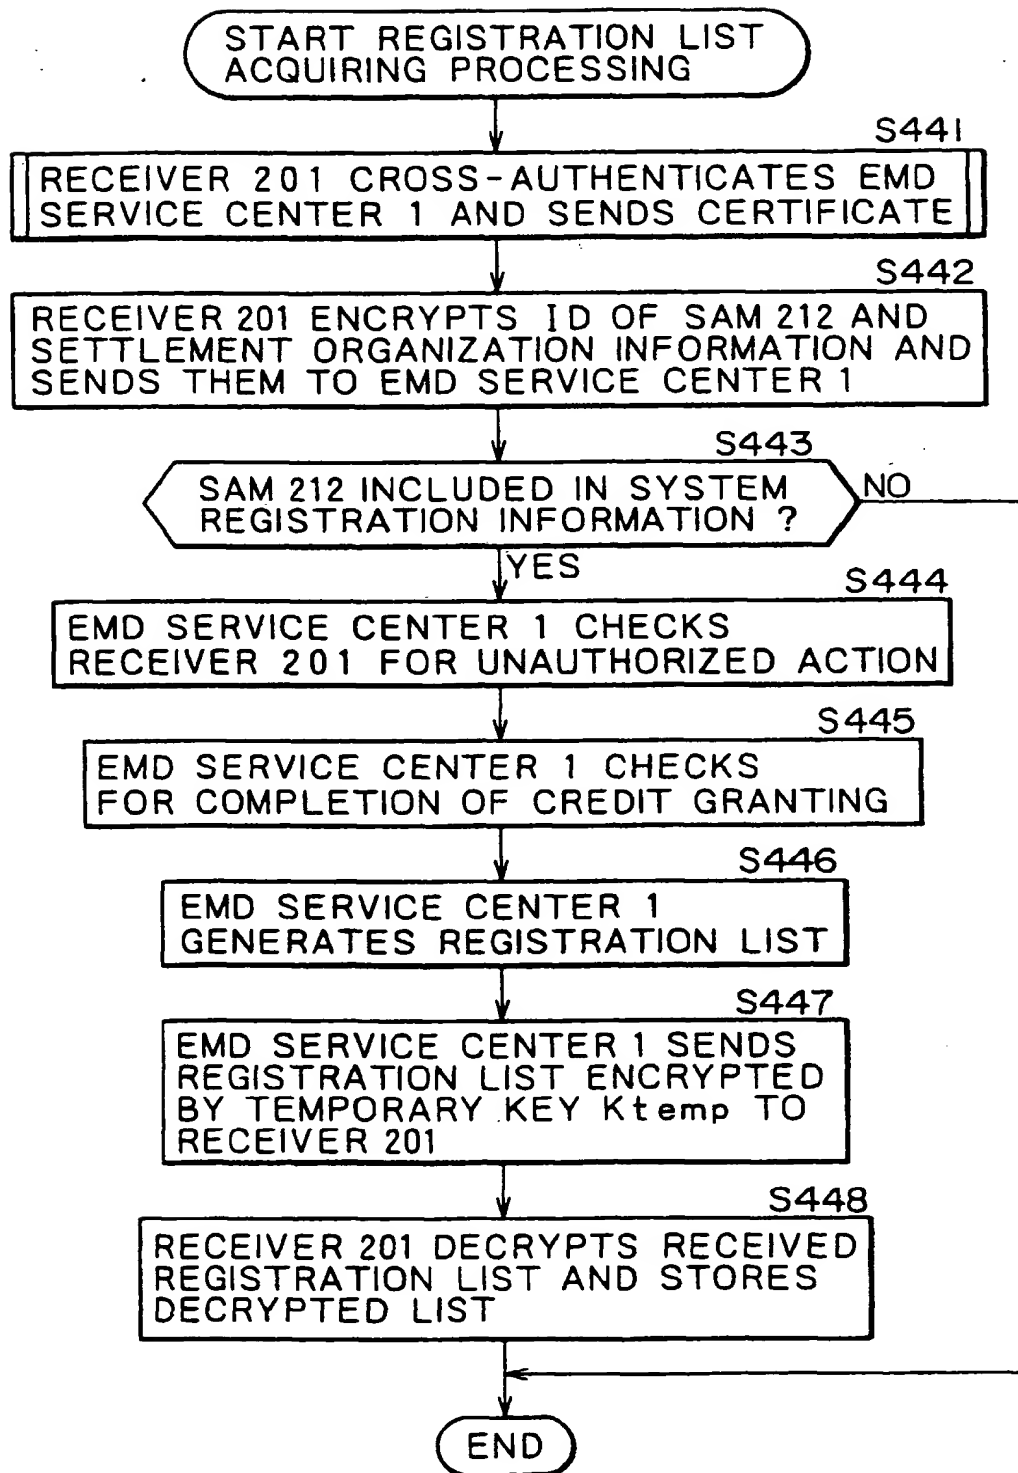 START REGISTRATION LIST
ACQUIRING PROCESSING
S441
RECEIVER 201 CROSS-AUTHENTICATES EMD
SERVICE CENTER 1 AND SENDS CERTIFICATE
S442
RECEIVER 201 ENCRYPTS ID OF SAM 212 AND
SETTLEMENT ORGANIZATION INFORMATION AND
SENDS THEM TO EMD SERVICE CENTER 1
S443
SAM 212 INCLUDED IN SYSTEM
REGISTRATION INFORMATION ?
NO
YES
S444
EMD SERVICE CENTER 1 CHECKS
RECEIVER 201 FOR UNAUTHORIZED ACTION
S445
EMD SERVICE CENTER 1 CHECKS
FOR COMPLETION OF CREDIT GRANTING
S446
EMD SERVICE CENTER 1
GENERATES REGISTRATION LIST
S447
EMD SERVICE CENTER 1 SENDS
REGISTRATION LIST ENCRYPTED
BY TEMPORARY KEY Ktemp TO
RECEIVER 201
S448
RECEIVER 201 DECRYPTS RECEIVED
REGISTRATION LIST AND STORES
DECRYPTED LIST
END